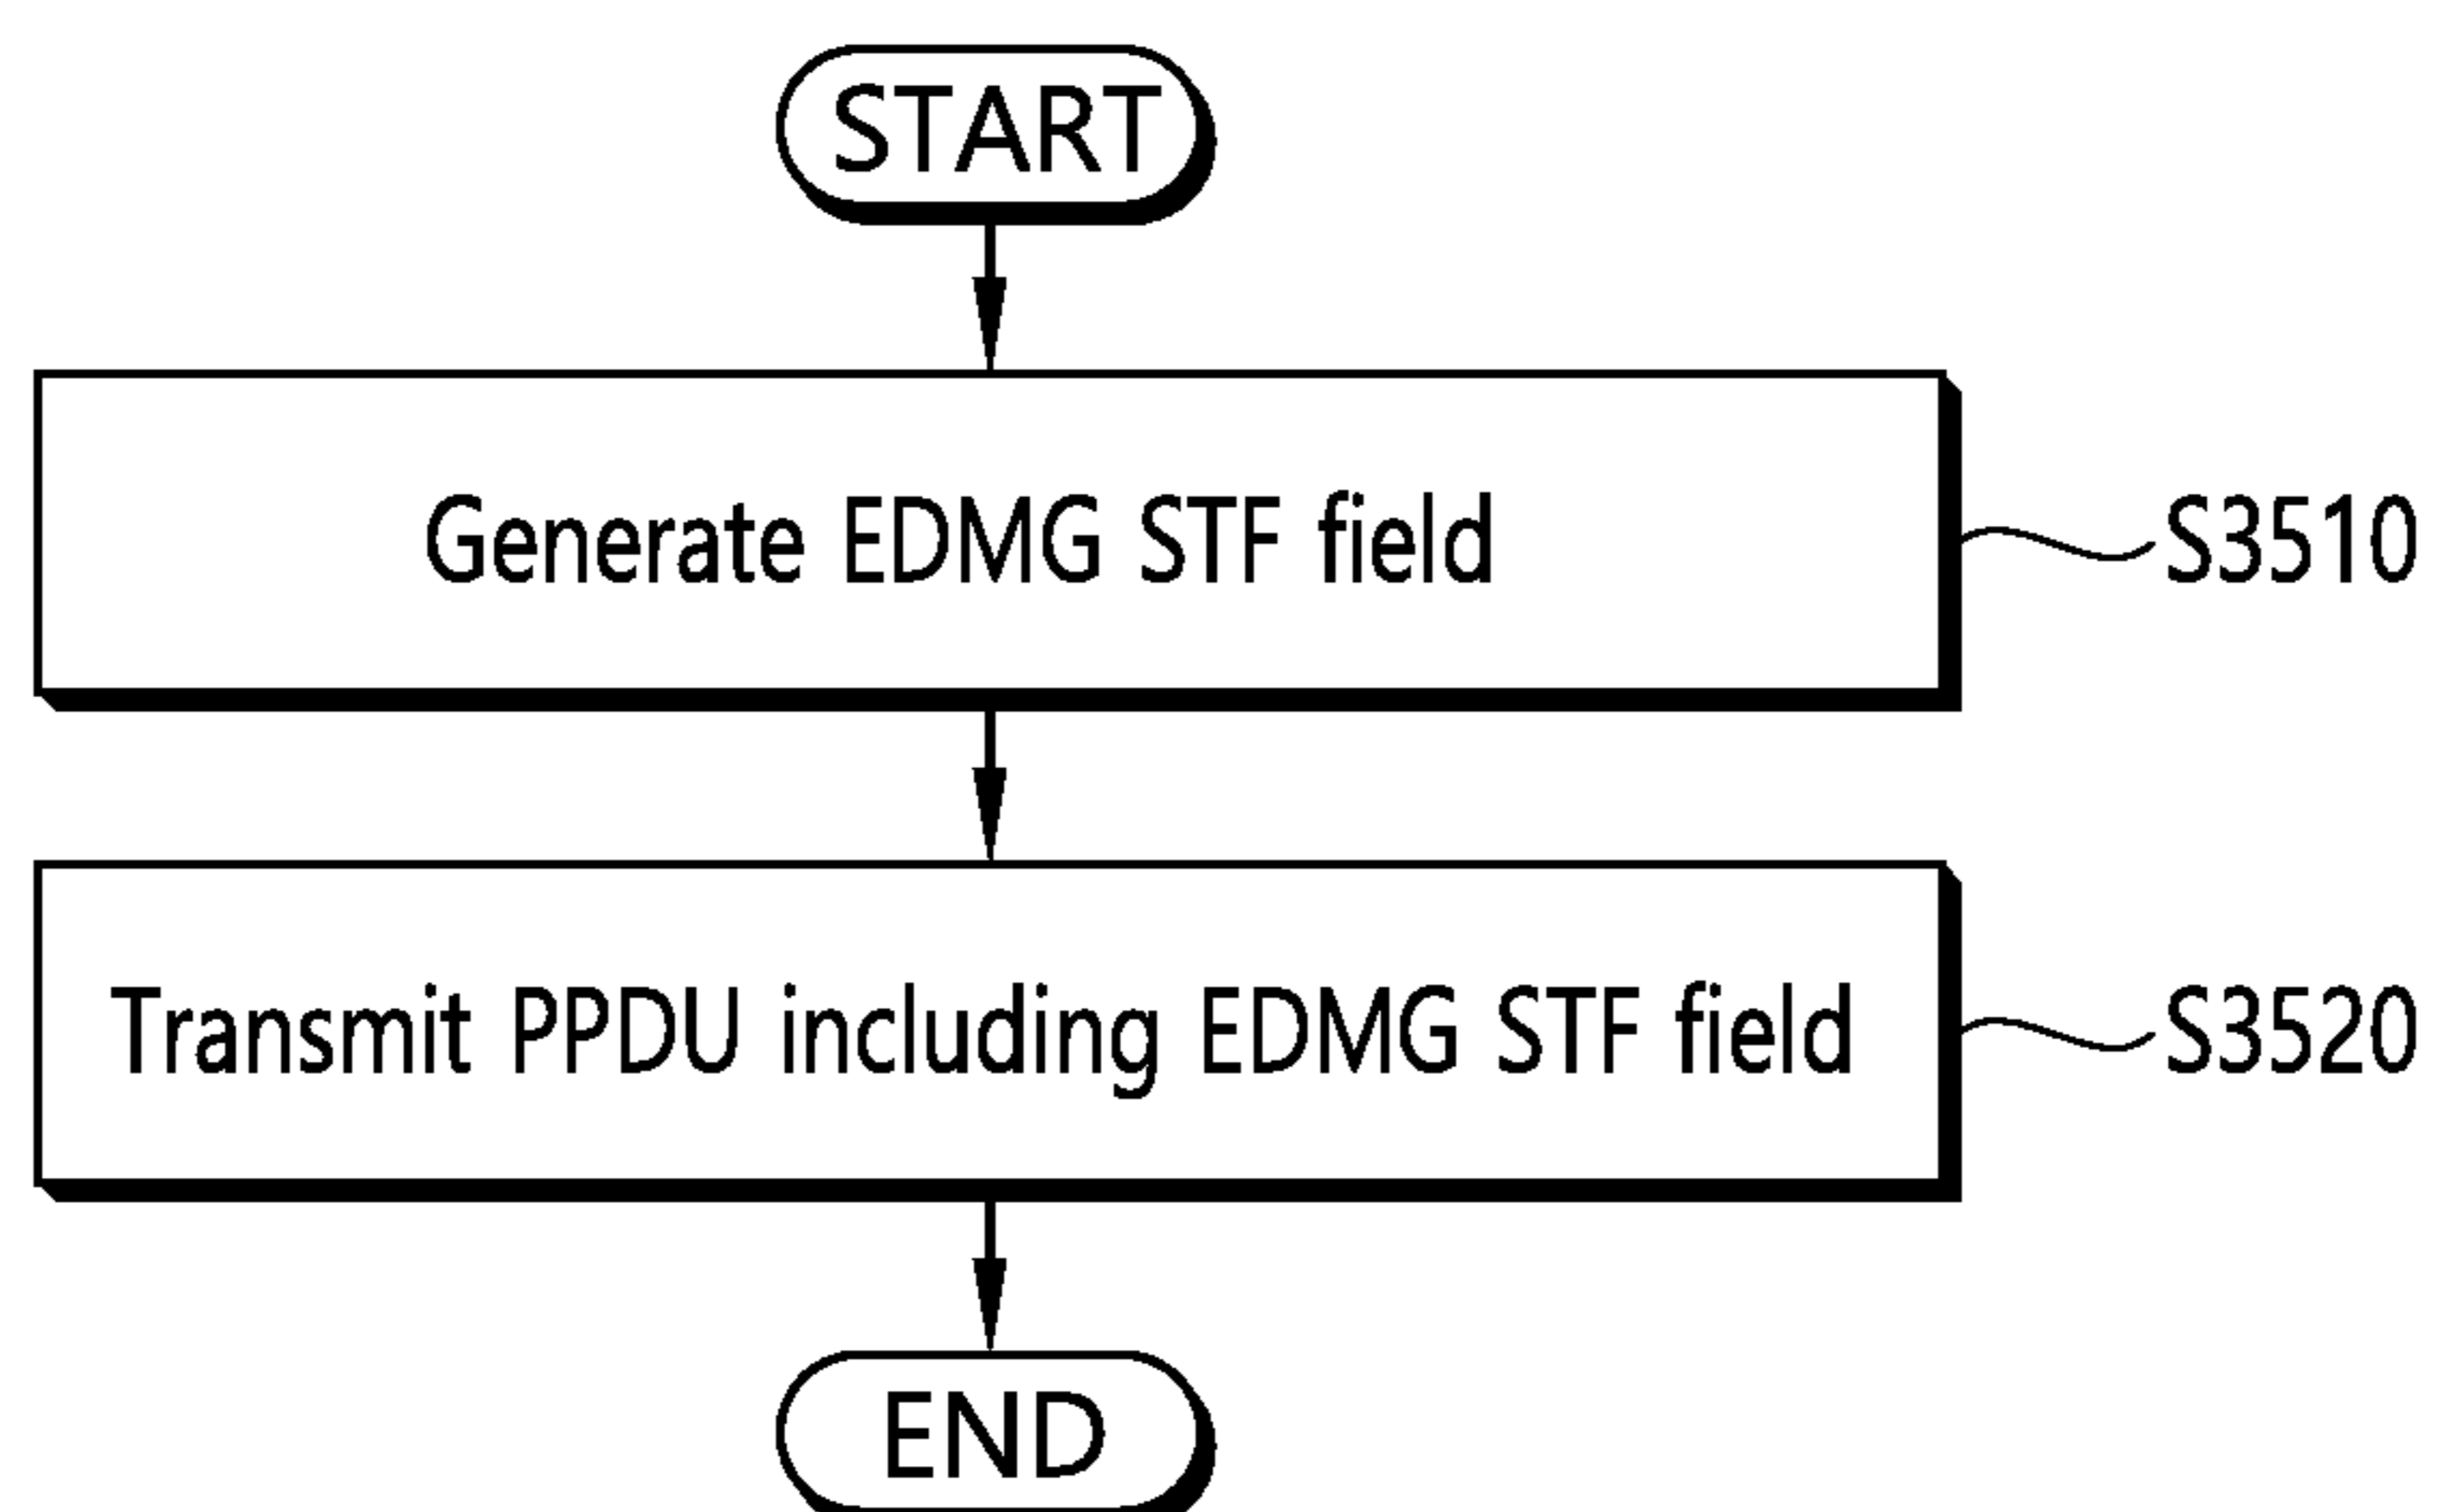 START
Generate EDMG STF field
S3510
Transmit PPDU including EDMG STF field
S3520
END